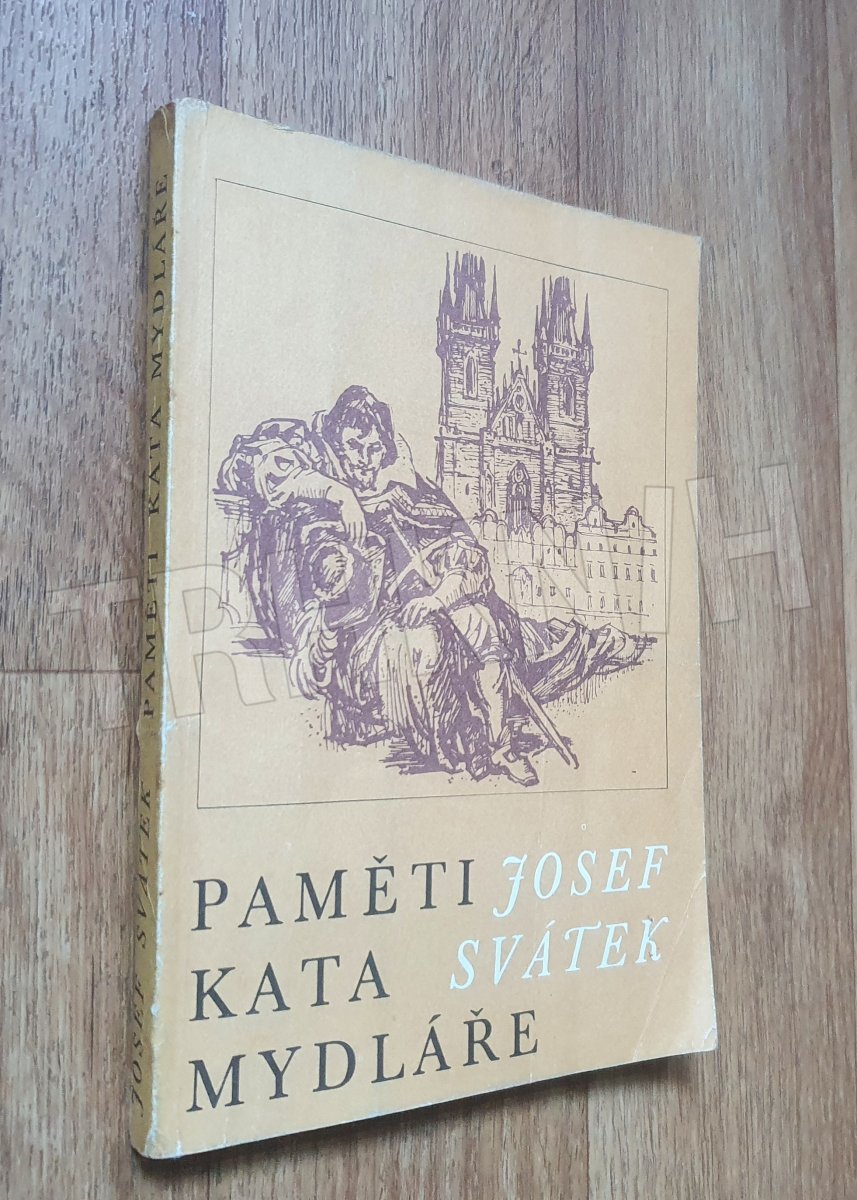 JOSEF SVÁTEK PAMĚTI KATA MYDLÁŘE
PAMĚTI
KATA
MYDLÁŘE
JOSEF
SVÁTEK